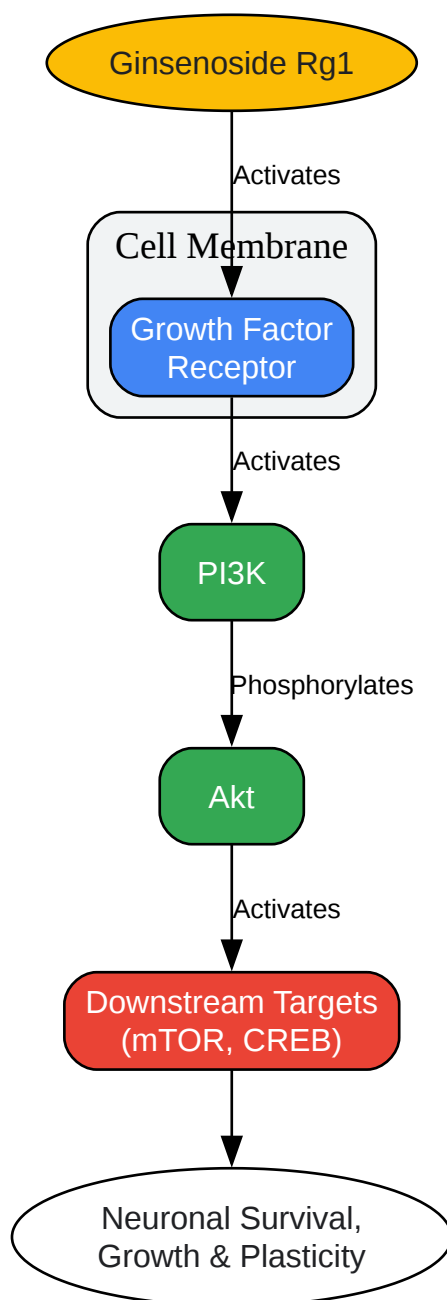 Ginsenoside Rg1
Activates
Cell Membrane
Growth Factor
Receptor
Activates
PI3K
Phosphorylates
Akt
Activates
Downstream Targets
(mTOR, CREB)
Neuronal Survival,
Growth & Plasticity